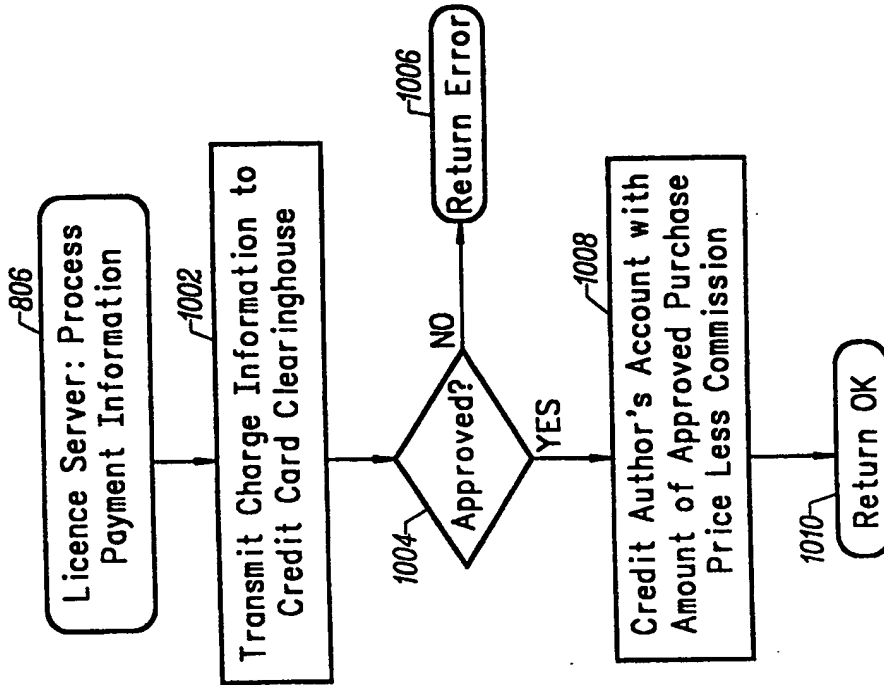 806
Licence Server: Process
Payment Information
1002
Transmit Charge Information to
Credit Card Clearinghouse
1004
Approved?
NO
1006
Return Error
YES
1008
Credit Author's Account with
Amount of Approved Purchase
Price Less Commission
1010
Return OK